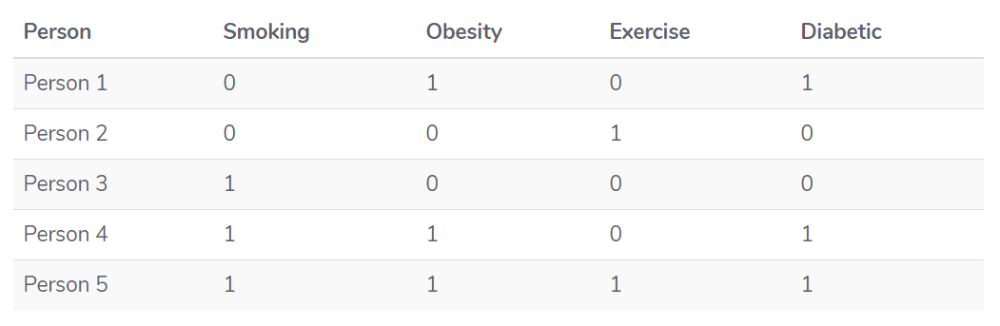 Person Smoking Obesity Exercise Diabetic
Person 1 0 1 0 1
Person 2 0 0 1 0
Person 3 1 0 0 0
Person 4 1 1 0 1
Person 5 1 1 1 1